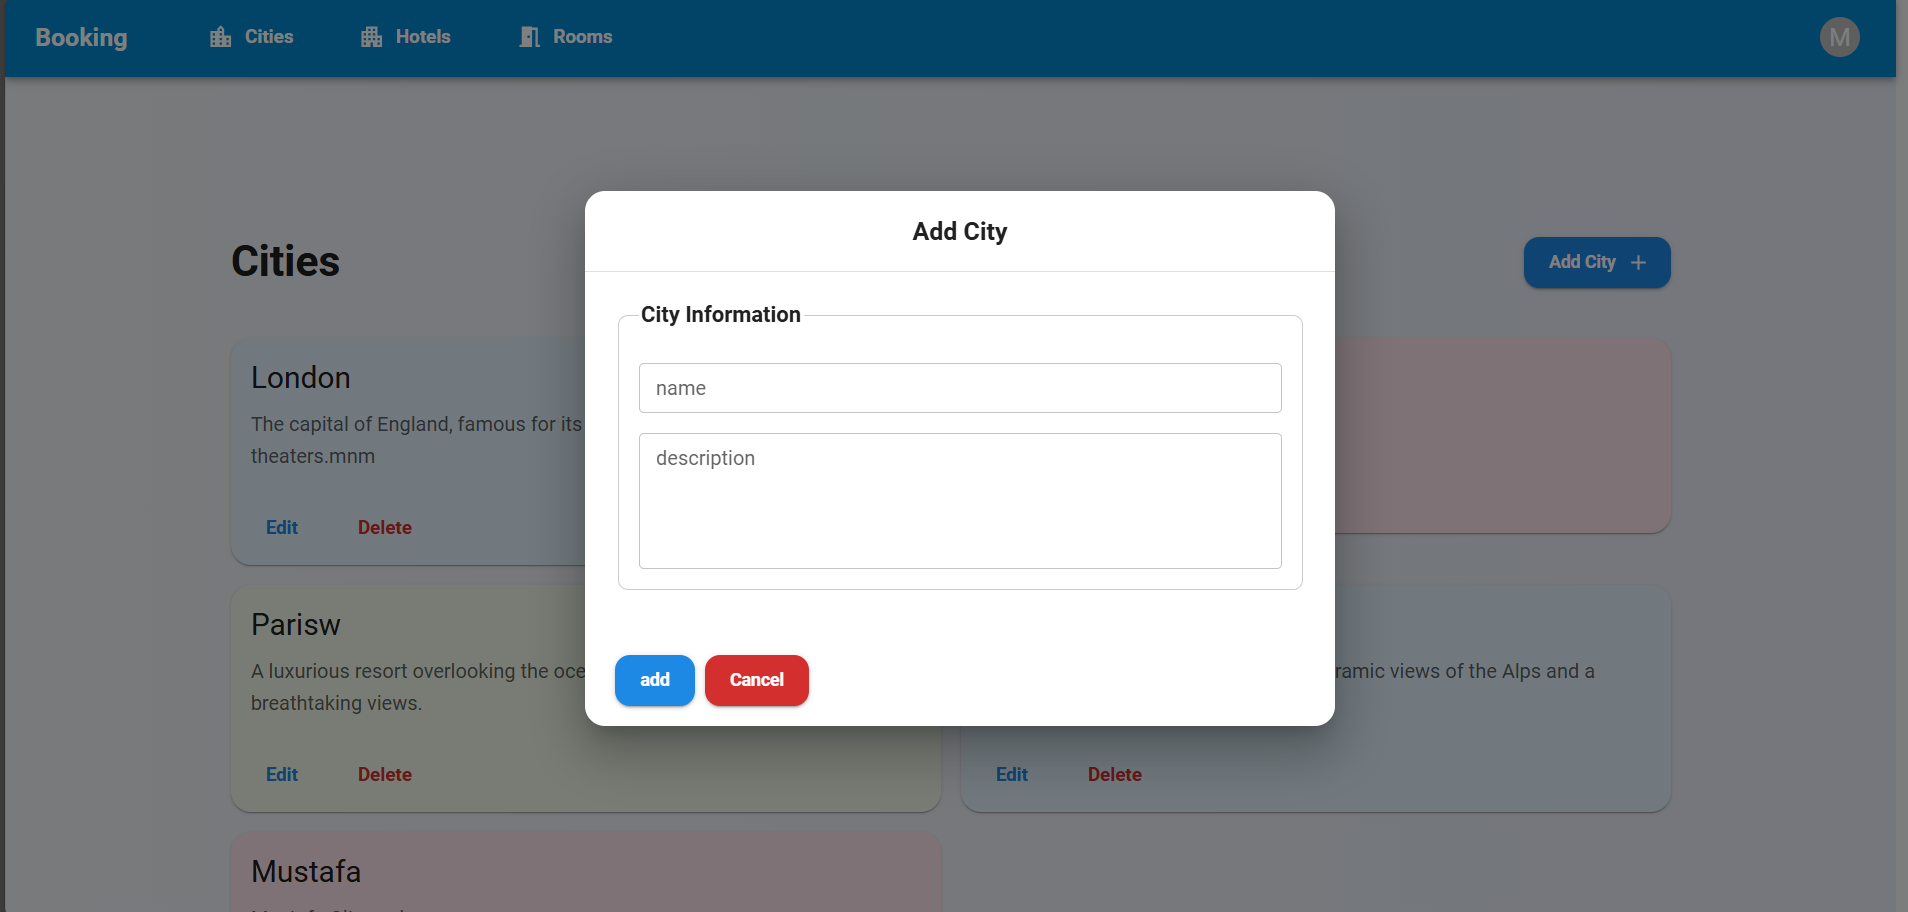 Booking
Cities
Hotels
Rooms
M
Cities
Add City
London
The capital of England, famous for its
theaters.mnm
Edit
Delete
Parisw
A luxurious resort overlooking the oce
breathtaking views.
Edit
Delete
ramic views of the Alps and a
Edit
Delete
Mustafa
Add City
City Information
name
description
add
Cancel